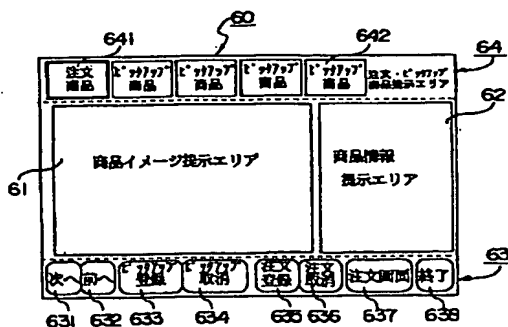 60
641
642
64
注文
商品
ピックアップ
商品
ピックアップ
商品
ピックアップ
商品
ピックアップ
商品
注文・ピックアップ
商品提示エリア
62
61
商品イメージ提示エリア
商品情報
提示エリア
次へ
前へ
ピックアップ
登録
ピックアップ
取消
注文
登録
注文
取消
注文画面
終了
63
631
632
633
634
635
636
637
638